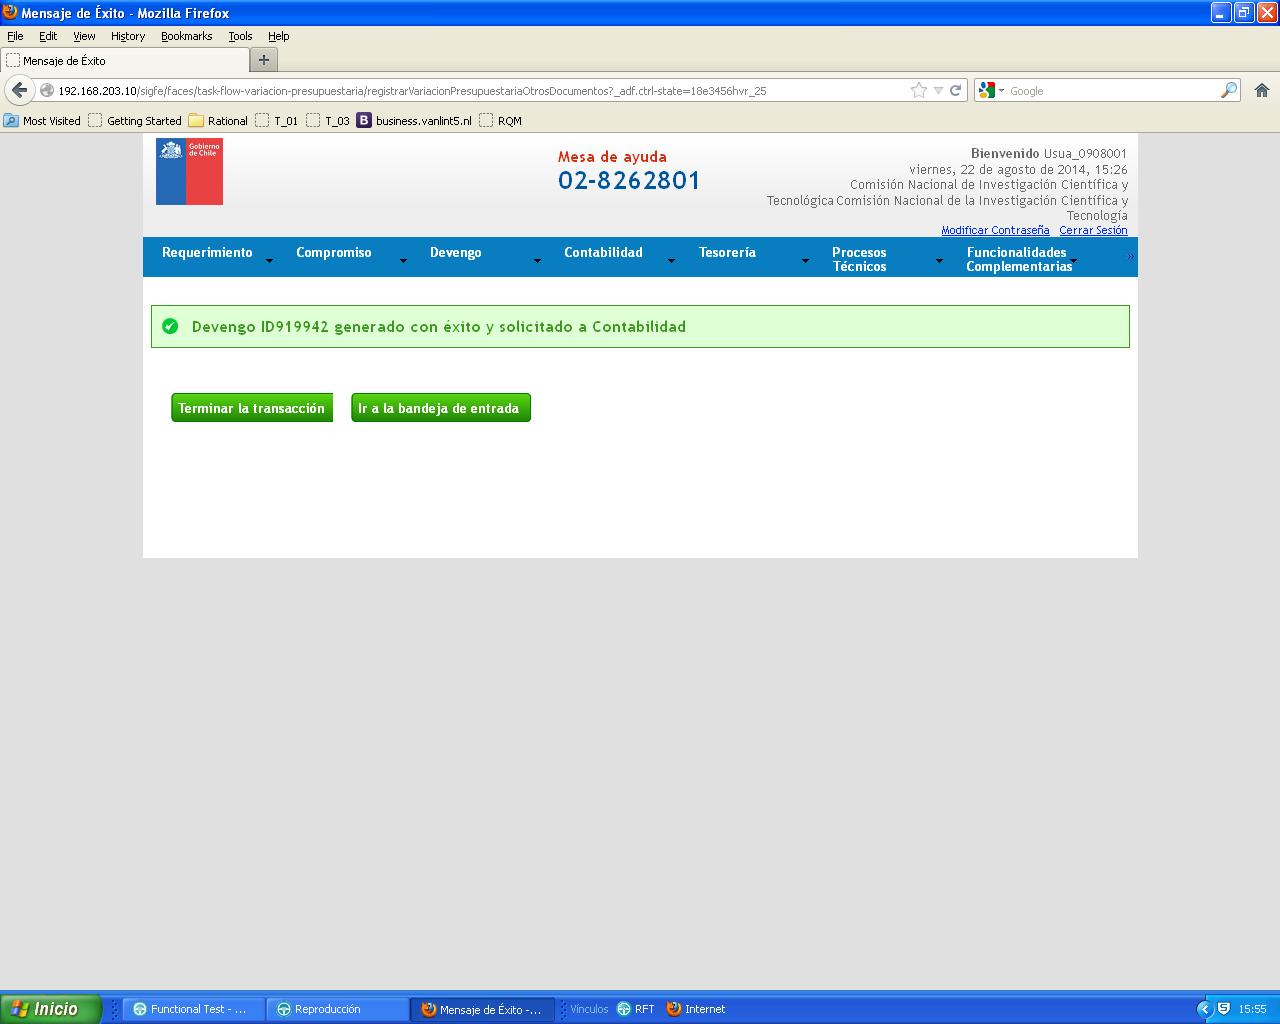 Mensaje de Éxito - Mozilla Firefox
File Edit View History Bookmarks Tools Help
Mensaje de Éxito
192.168.203.10/sigfe/faces/task-flow-variacion-presupuestaria/registrarVariacionPresupuestariaOtrosDocumentos?_adf.ctrl-state=18e3456hvr_25
Google
Most Visited Getting Started Rational T_01 T_03 business.vanlint5.nl RQM
Gobierno
de Chile
Mesa de ayuda
02-8262801
Bienvenido Usua_0908001
viernes, 22 de agosto de 2014, 15:26
Comisión Nacional de Investigación Científica y
Tecnológica Comisión Nacional de la Investigación Científica y
Tecnología
Modificar Contraseña Cerrar Sesión
Requerimiento Compromiso Devengo Contabilidad Tesorería Procesos Funcionalidades »
Técnicos Complementarias
Devengo ID919942 generado con éxito y solicitado a Contabilidad
Terminar la transacción Ir a la bandeja de entrada
Inicio Functional Test - ... Reproducción Mensaje de Éxito -... Vínculos RFT Internet 15:55